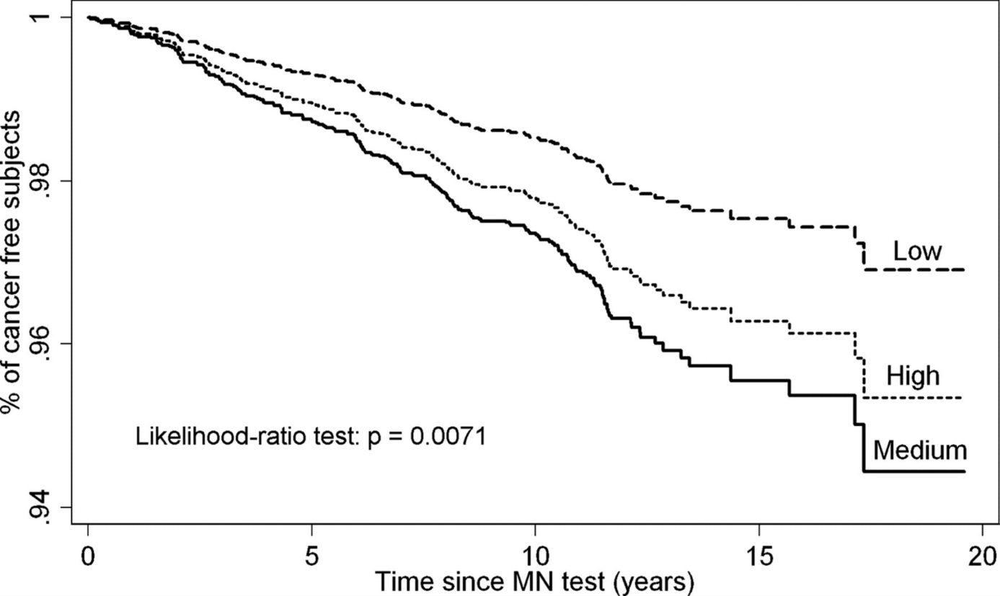 % of cancer free subjects
1
.98
.96
.94
Low
High
Medium
Likelihood-ratio test: p = 0.0071
0 5 10 15 20
Time since MN test (years)